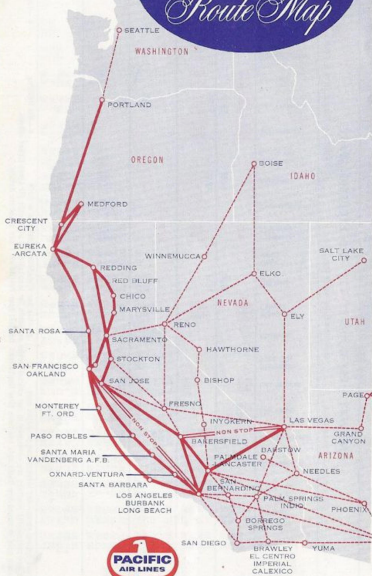 Route Map
SEATTLE
WASHINGTON
PORTLAND
OREGON
BOISE
IDAHO
MEDFORD
CRESCENT
CITY
EUREKA
ARCATA
WINNEMUCCA
SALT LAKE
CITY
REDDING
RED BLUFF
ELKO
CHICO
NEVADA
MARYSVILLE
ELY
RENO
UTAH
SANTA ROSA
SACRAMENTO
HAWTHORNE
STOCKTON
SAN FRANCISCO
OAKLAND
SAN JOSE
BISHOP
PAGE
MONTEREY
FT. ORD
FRESNO
NON STOP
INYOKERN
LAS VEGAS
NON STOP
GRAND
CANYON
PASO ROBLES
BAKERSFIELD
BARSTOW
ARIZONA
SANTA MARIA
VANDENBERG A.F.B.
PALMDALE
LANCASTER
NEEDLES
OXNARD-VENTURA
SANTA BARBARA
SAN
BERNARDINO
PALM SPRINGS
INDIO
PHOENIX
LOS ANGELES
BURBANK
LONG BEACH
BORREGO
SPRINGS
SAN DIEGO
BRAWLEY
EL CENTRO
IMPERIAL
CALEXICO
YUMA
PACIFIC
AIR LINES